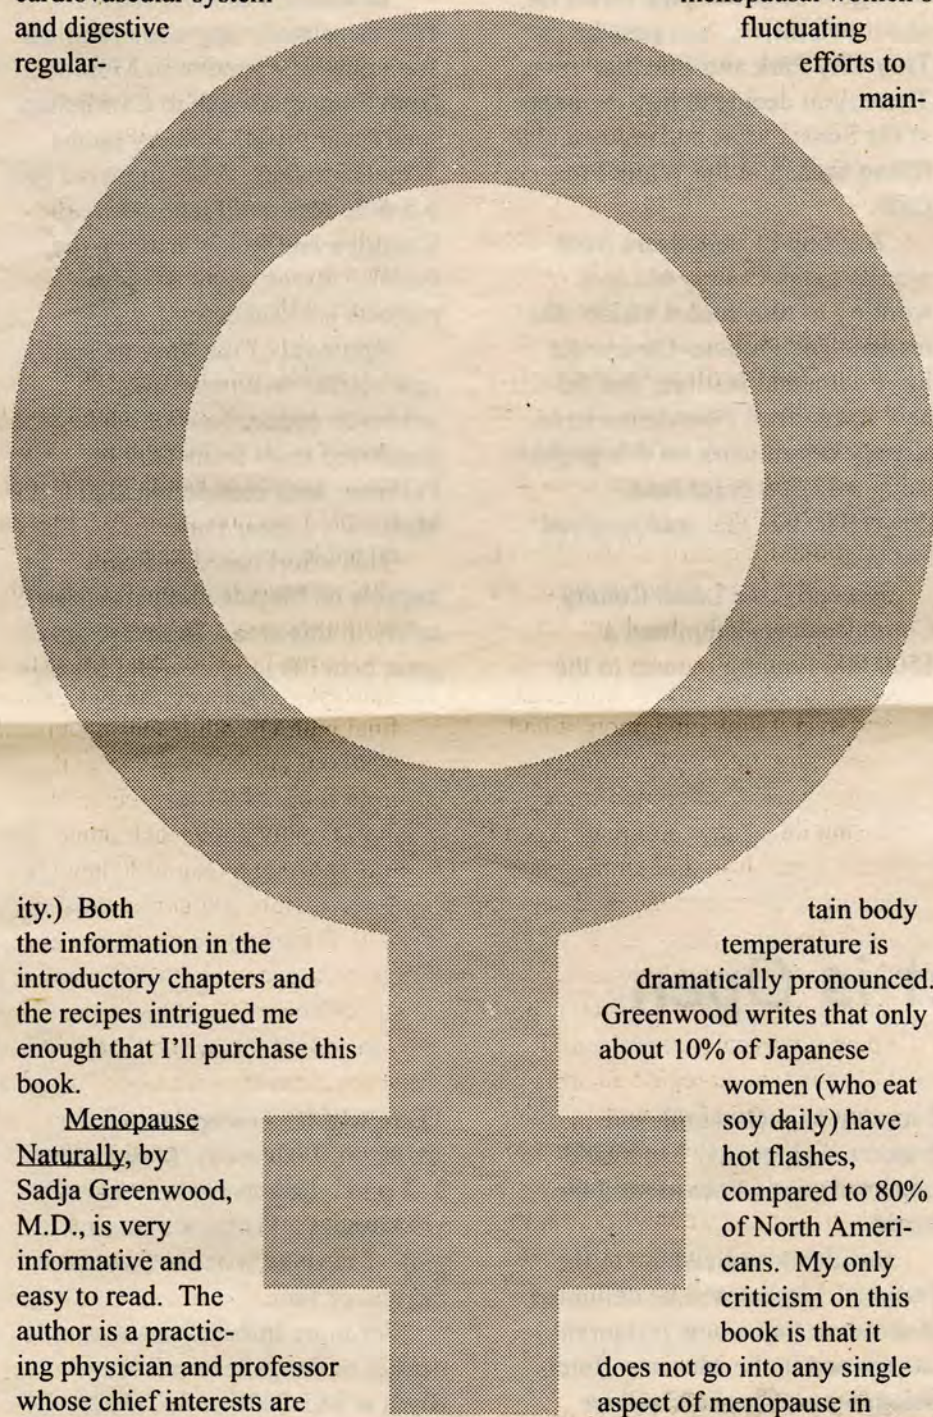 cardiovascular system
and digestive
regular-
ity.) Both
the information in the
introductory chapters and
the recipes intrigued me
enough that I'll purchase this
book.
Menopause
Naturally, by
Sadja Greenwood,
M.D., is very
informative and
easy to read. The
author is a practic-
ing physician and professor
whose chief interests are
menopausal women's
fluctuating
efforts to
main-
tain body
temperature is
dramatically pronounced.
Greenwood writes that only
about 10% of Japanese
women (who eat
soy daily) have
hot flashes,
compared to 80%
of North Ameri-
cans. My only
criticism on this
book is that it
does not go into any single
aspect of menopause in